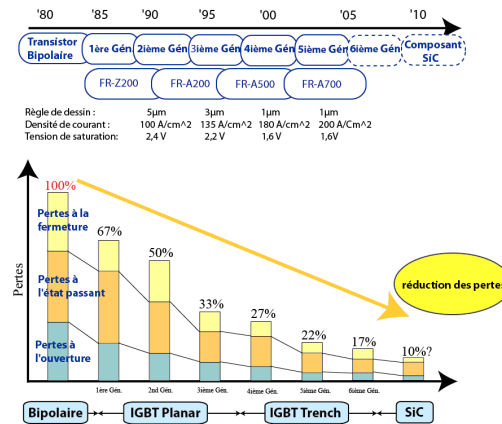 '80 '85 '90 '95 '00 '05 '10
Transistor Bipolaire 1ère Gén. 2ième Gén 3ième Gén. 4ième Gén. 5ième Gén. 6ième Gén. Composant SiC
FR-Z200 FR-A200 FR-A500 FR-A700
Règle de dessin : 5µm 3µm 1µm 1µm
Densité de courant : 100 A/cm^2 135 A/cm^2 180 A/cm^2 200 A/Cm^2
Tension de saturation: 2,4 V 2,2 V 1,6 V 1,6V
Pertes
100%
67%
50%
33%
27%
22%
17%
10%?
Pertes à la
fermeture
Pertes à
l'état passant
Pertes à
l'ouverture
réduction des pertes
1ère Gén. 2nd Gén. 3ième Gén. 4ième Gén. 5ième Gén. 6ième Gén.
Bipolaire IGBT Planar IGBT Trench SiC